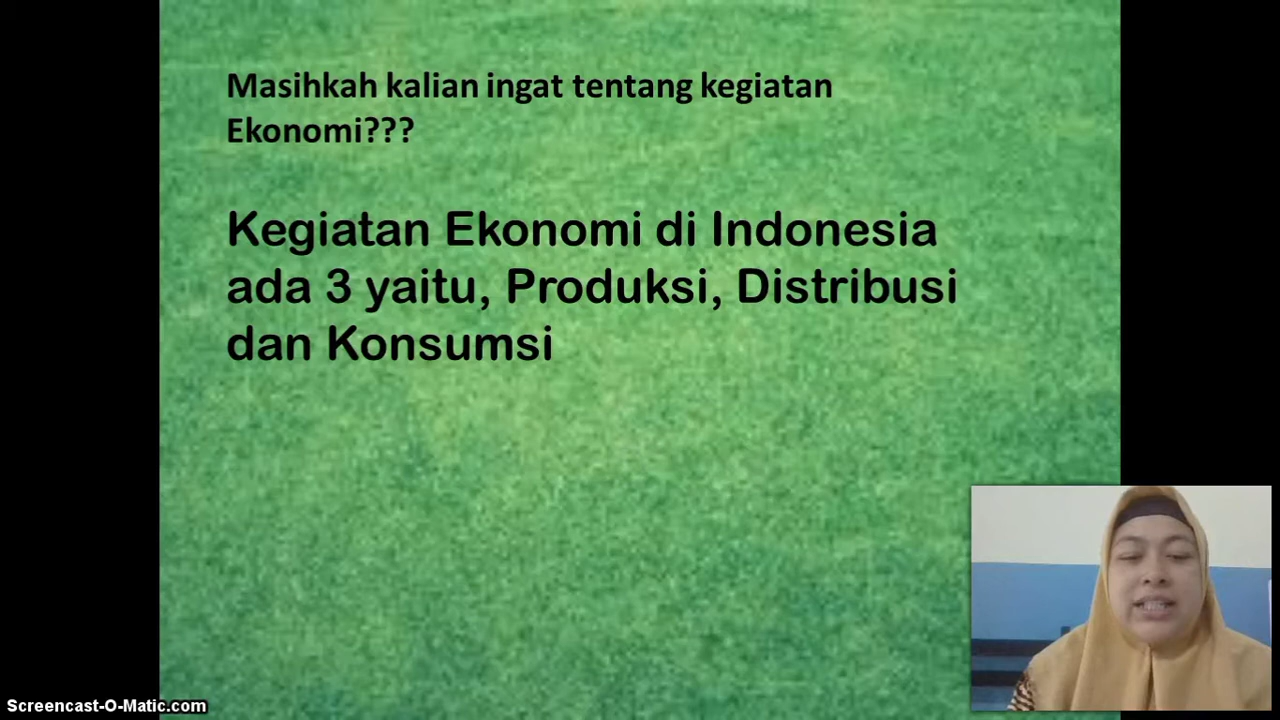 Masihkah kalian ingat tentang kegiatan
Ekonomi???
Kegiatan Ekonomi di Indonesia
ada 3 yaitu, Produksi, Distribusi
dan Konsumsi
Screencast-O-Matic.com